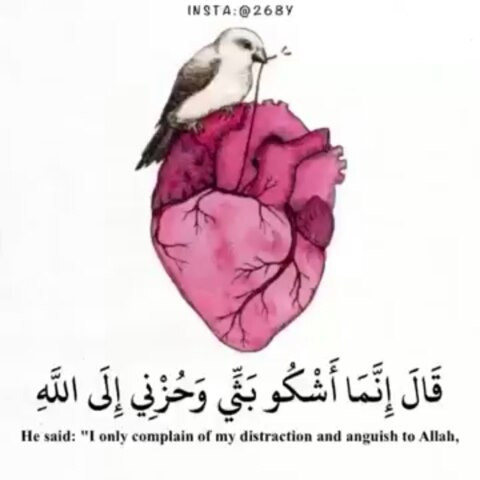 INSTA:@268Y
قَالَ إِنَّمَا أَشْكُو بَثِّي وَحُزْنِي إِلَى اللَّهِ
He said: "I only complain of my distraction and anguish to Allah,